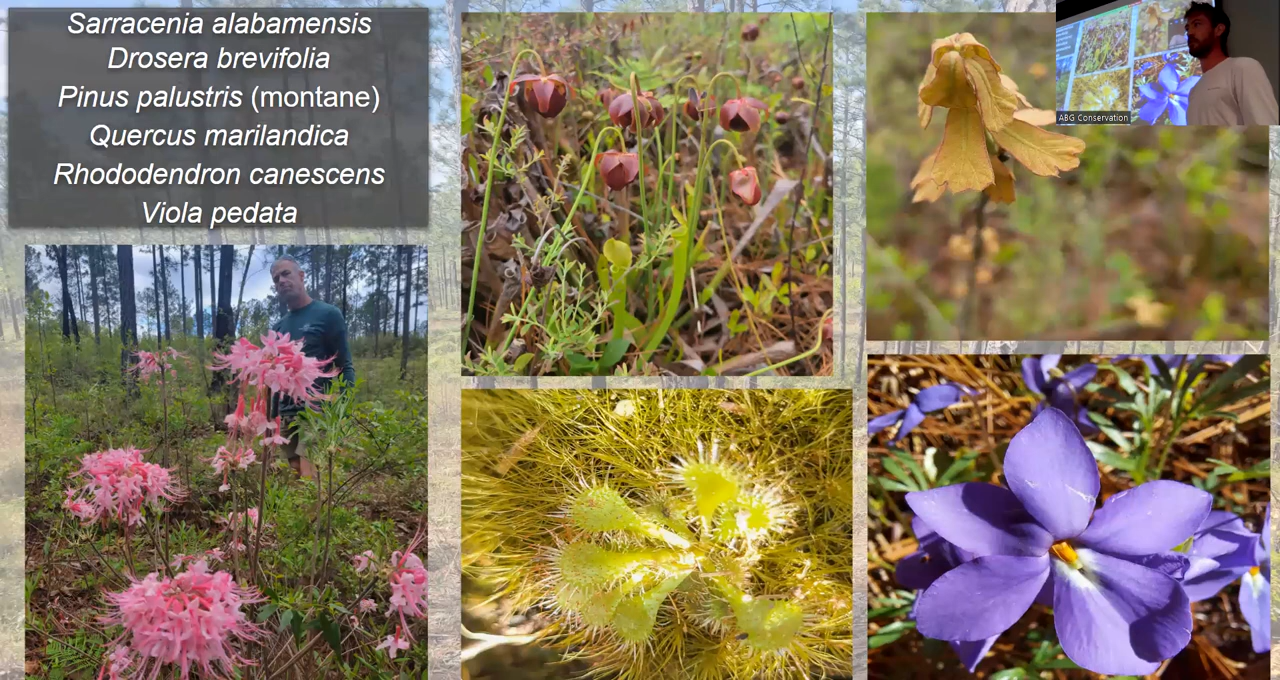 Sarracenia alabamensis
Drosera brevifolia
Pinus palustris (montane)
Quercus marilandica
Rhododendron canescens
Viola pedata
ABG Conservation